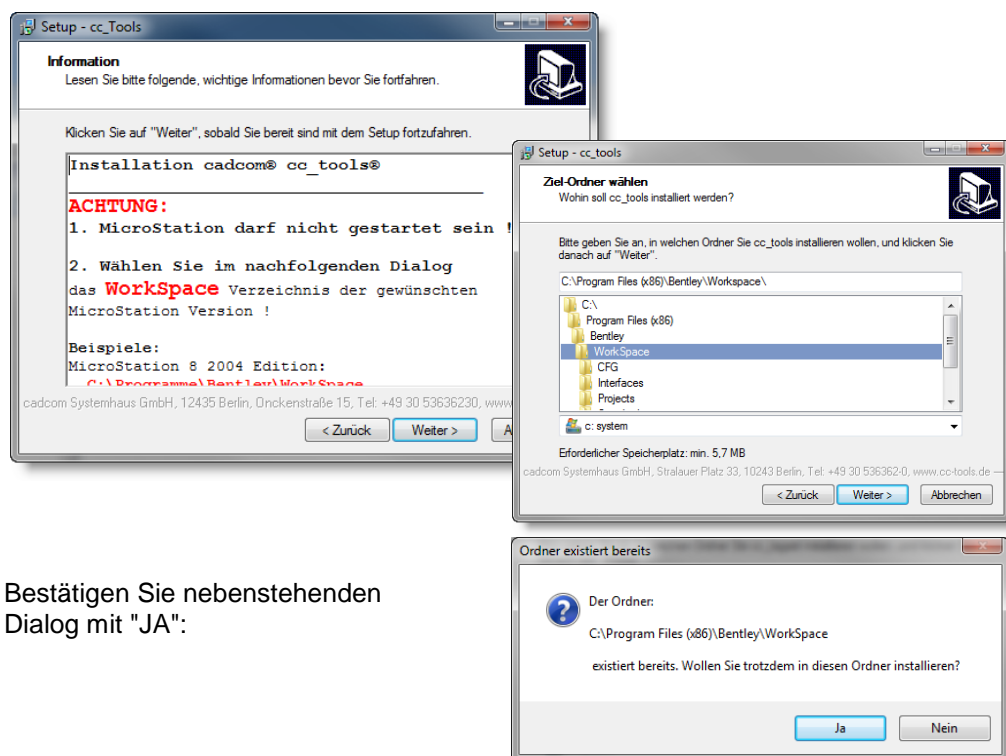 Setup - cc_Tools
Information
Lesen Sie bitte folgende, wichtige Informationen bevor Sie fortfahren.
Klicken Sie auf "Weiter", sobald Sie bereit sind mit dem Setup fortzufahren.
Installation cadcom® cc_tools®
ACHTUNG:
1. MicroStation darf nicht gestartet sein !
2. Wählen Sie im nachfolgenden Dialog
das WorkSpace Verzeichnis der gewünschten
MicroStation Version !
Beispiele:
MicroStation 8 2004 Edition:
C:\Programme\Bentley\WorkSpace
cadcom Systemhaus GmbH, 12435 Berlin, Onckenstraße 15, Tel: +49 30 53636230, www
< Zurück
Weiter >
A
Setup - cc_tools
Ziel-Ordner wählen
Wohin soll cc_tools installiert werden?
Bitte geben Sie an, in welchen Ordner Sie cc_tools installieren wollen, und klicken Sie
danach auf "Weiter".
C:\Program Files (x86)\Bentley\Workspace\
C:\
Program Files (x86)
Bentley
WorkSpace
CFG
Interfaces
Projects
c: system
Erforderlicher Speicherplatz: min. 5,7 MB
cadcom Systemhaus GmbH, Stralauer Platz 33, 10243 Berlin, Tel: +49 30 536362-0, www.cc-tools.de
< Zurück
Weiter >
Abbrechen
Bestätigen Sie nebenstehenden
Dialog mit "JA":
Ordner existiert bereits
Der Ordner:
C:\Program Files (x86)\Bentley\WorkSpace
existiert bereits. Wollen Sie trotzdem in diesen Ordner installieren?
Ja
Nein